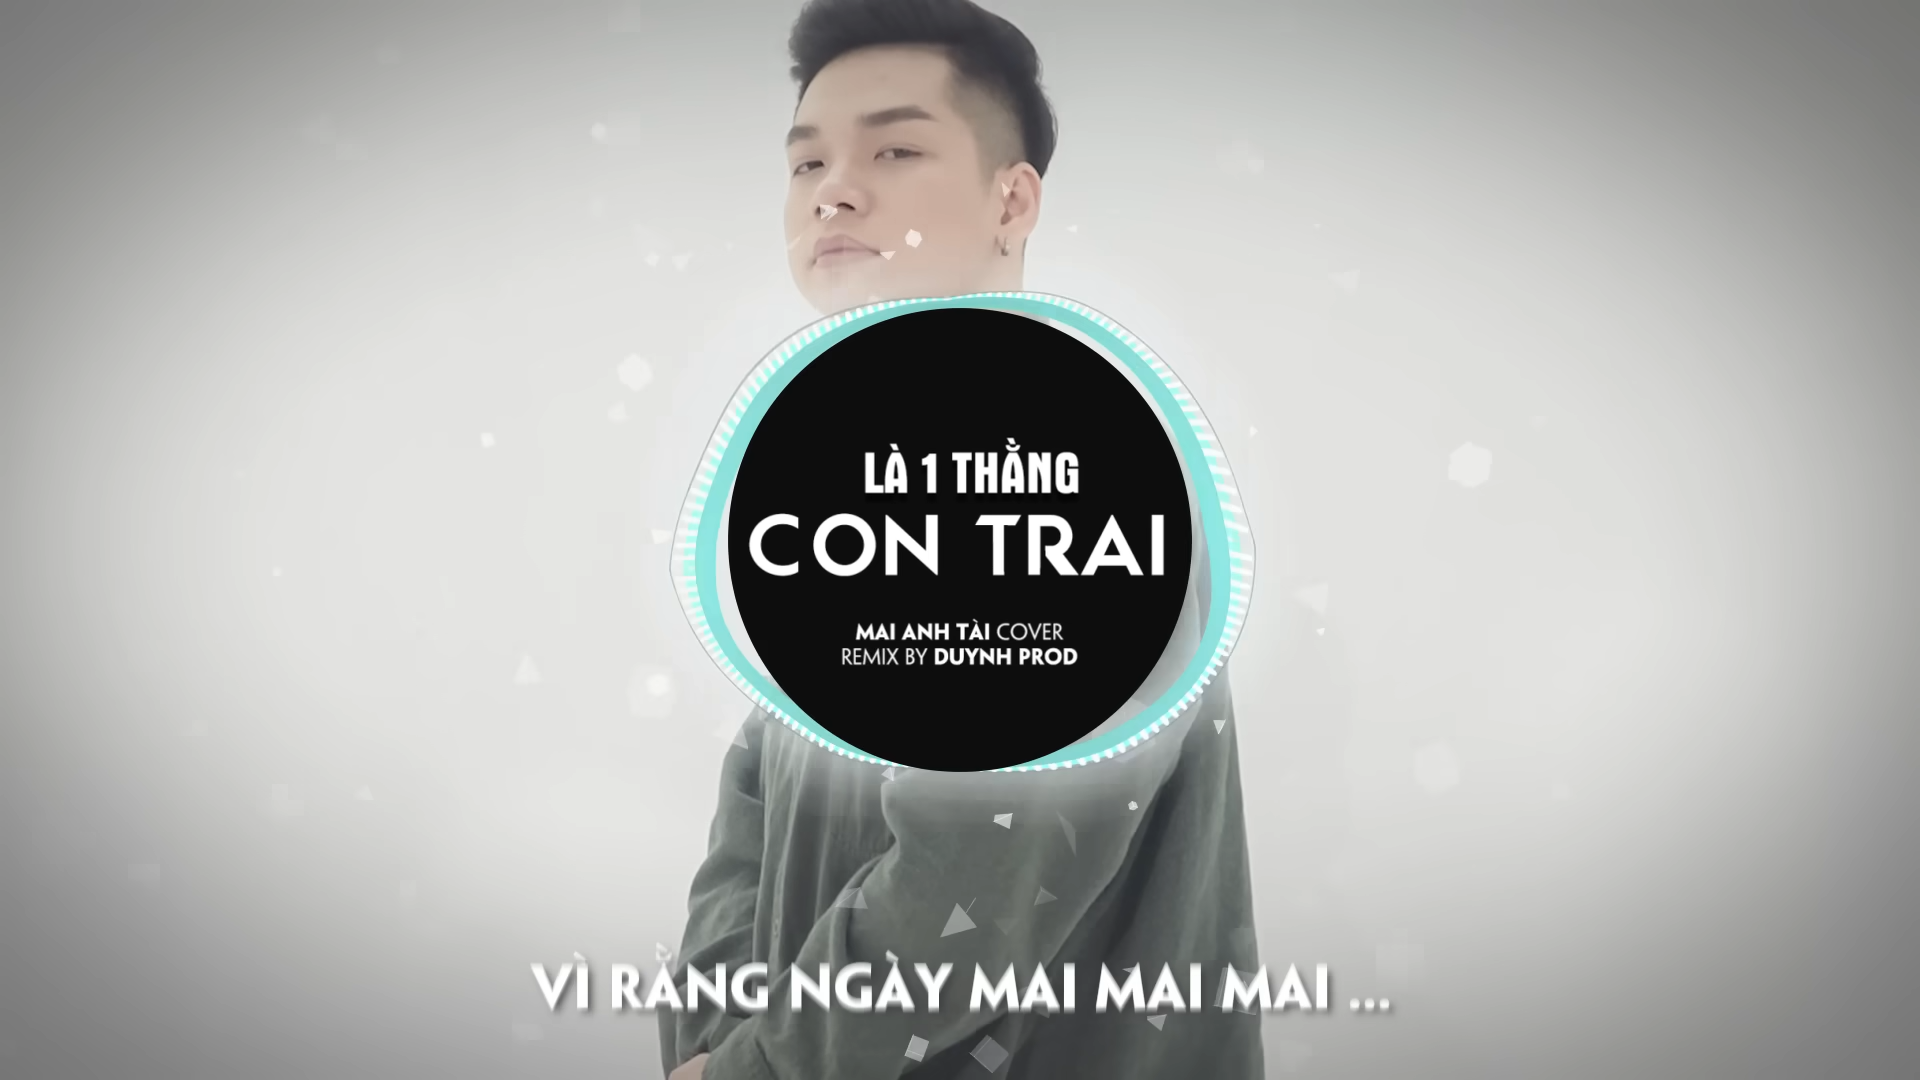 LÀ 1 THẰNG
CON TRAI
MAI ANH TÀI COVER
REMIX BY DUYNH PROD
VÌ RẰNG NGÀY MAI MAI MAI ...